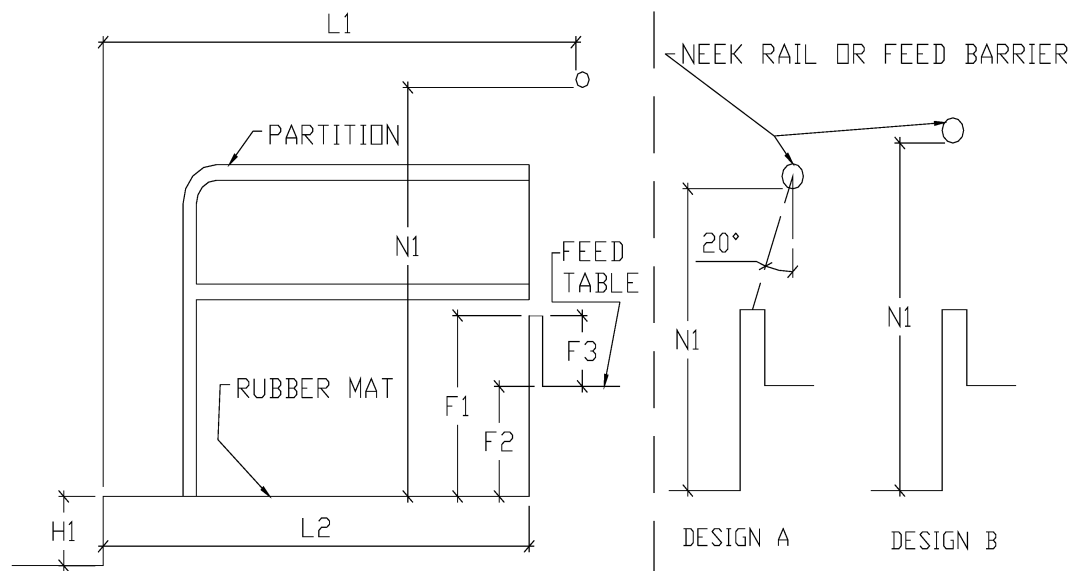 L1
NEEK RAIL OR FEED BARRIER
PARTITION
N1
FEED
TABLE
20°
N1
N1
F3
RUBBER MAT
F1
F2
H1
L2
DESIGN A
DESIGN B